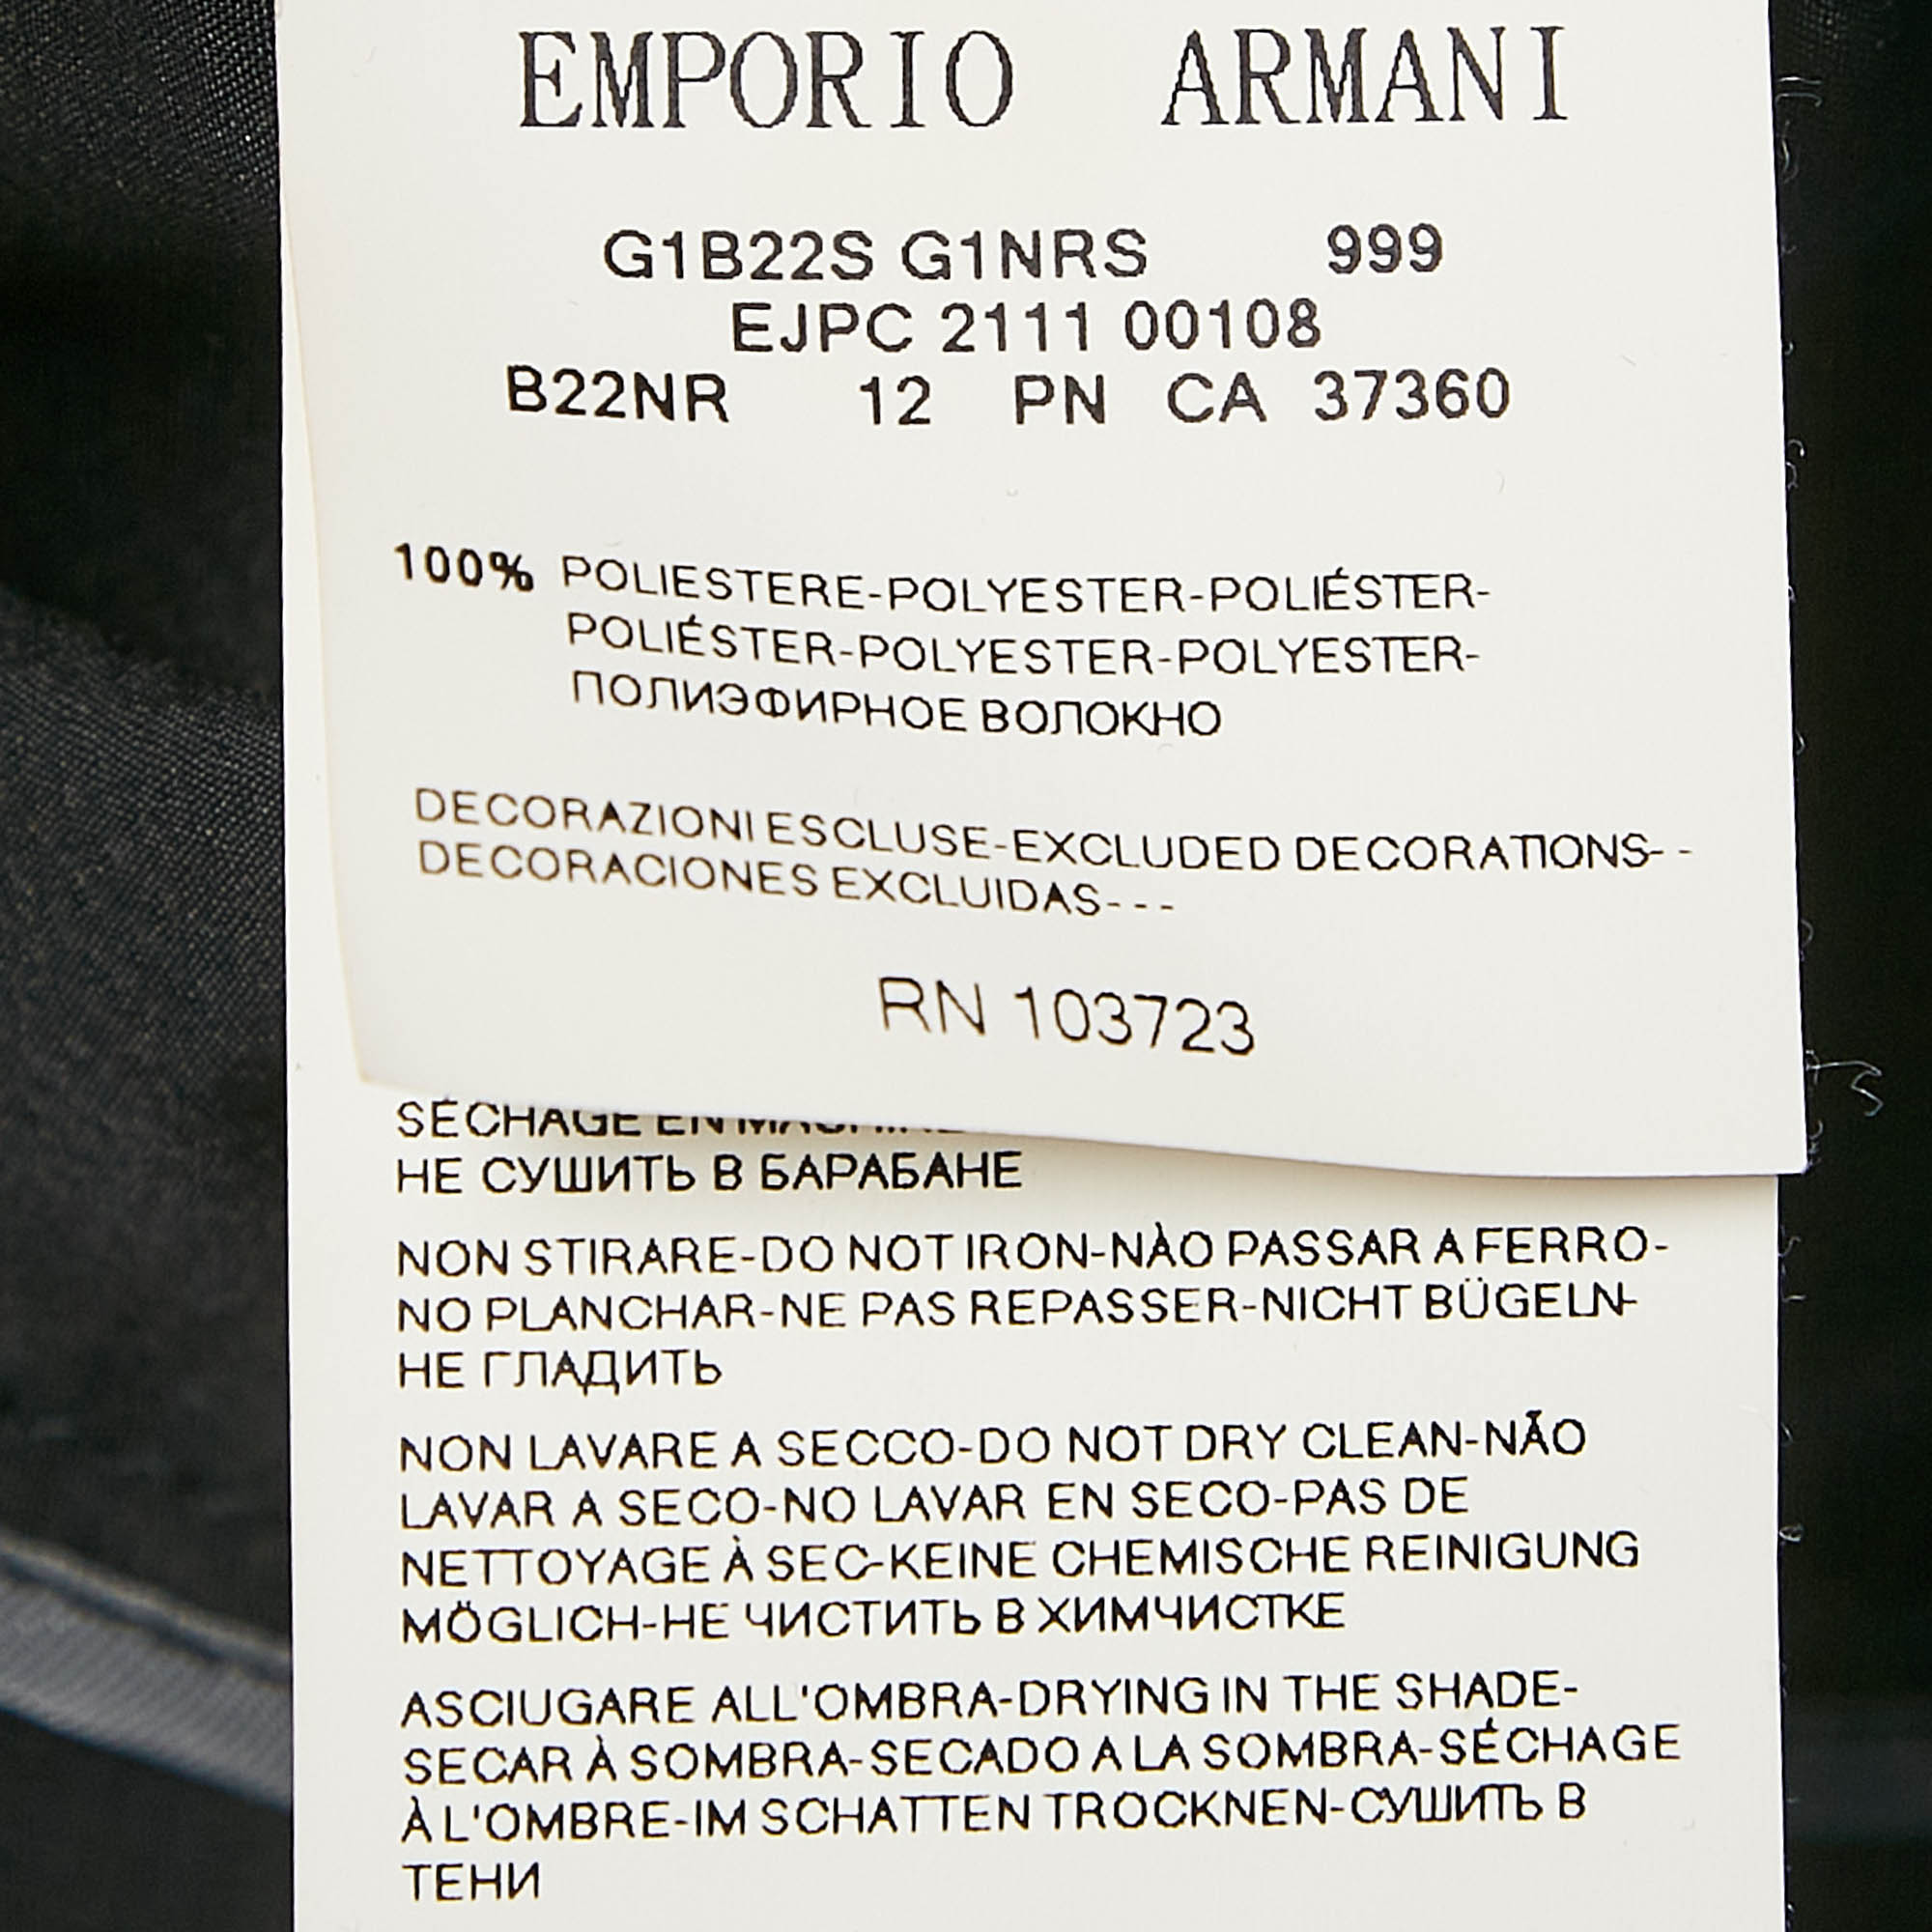 EMPORIO ARMANI
G1B22S G1NRS 999
EJPC 2111 00108
B22NR 12 PN CA 37360
100% POLIESTERE-POLYESTER-POLIÉSTER-
POLIÉSTER-POLYESTER-POLYESTER-
ПОЛИЭФИРНОЕ ВОЛОКНО
DECORAZIONI ESCLUSE-EXCLUDED DECORATIONS- -
DECORACIONES EXCLUIDAS- - -
RN 103723
SÉCHAGE EN
НЕ СУШИТЬ В БАРАБАНЕ
NON STIRARE-DO NOT IRON-NÀO PASSAR A FERRO-
NO PLANCHAR-NE PAS REPASSER-NICHT BÜGELN-
НЕ ГЛАДИТЬ
NON LAVARE A SECCO-DO NOT DRY CLEAN-NÃO
LAVAR A SECO-NO LAVAR EN SECO-PAS DE
NETTOYAGE À SEC-KEINE CHEMISCHE REINIGUNG
MÖGLICH-НЕ ЧИСТИТЬ В ХИМЧИСТКЕ
ASCIUGARE ALL'OMBRA-DRYING IN THE SHADE-
SECAR À SOMBRA-SECADO A LA SOMBRA-SÉCHAGE
À L'OMBRE-IM SCHATTEN TROCKNEN-СУШИТЬ В
ТЕНИ